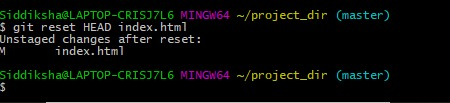 Siddiksha@LAPTOP-CRISJ7L6 MINGW64 ~/project_dir (master)
$ git reset HEAD index.html
Unstaged changes after reset:
M       index.html
Siddiksha@LAPTOP-CRISJ7L6 MINGW64 ~/project_dir (master)
$